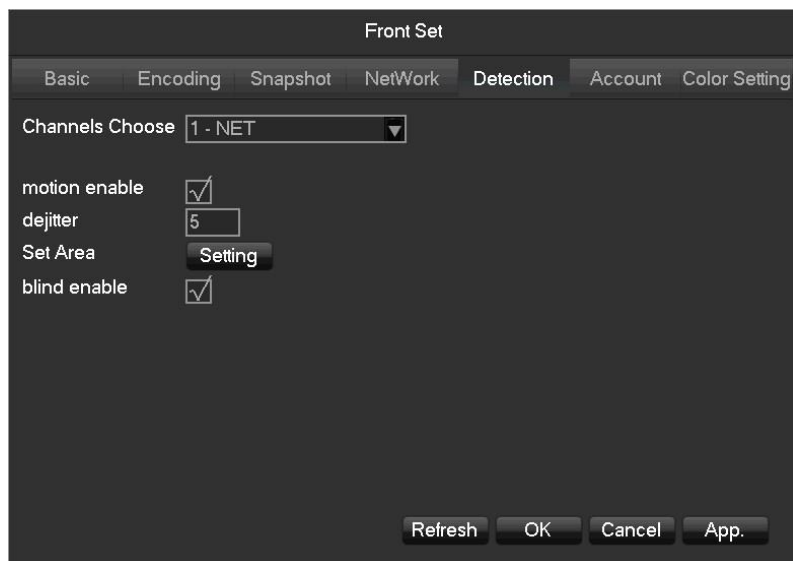 Front Set
Basic Encoding Snapshot NetWork Detection Account Color Setting
Channels Choose 1 - NET
motion enable
dejitter 5
Set Area Setting
blind enable
Refresh OK Cancel App.